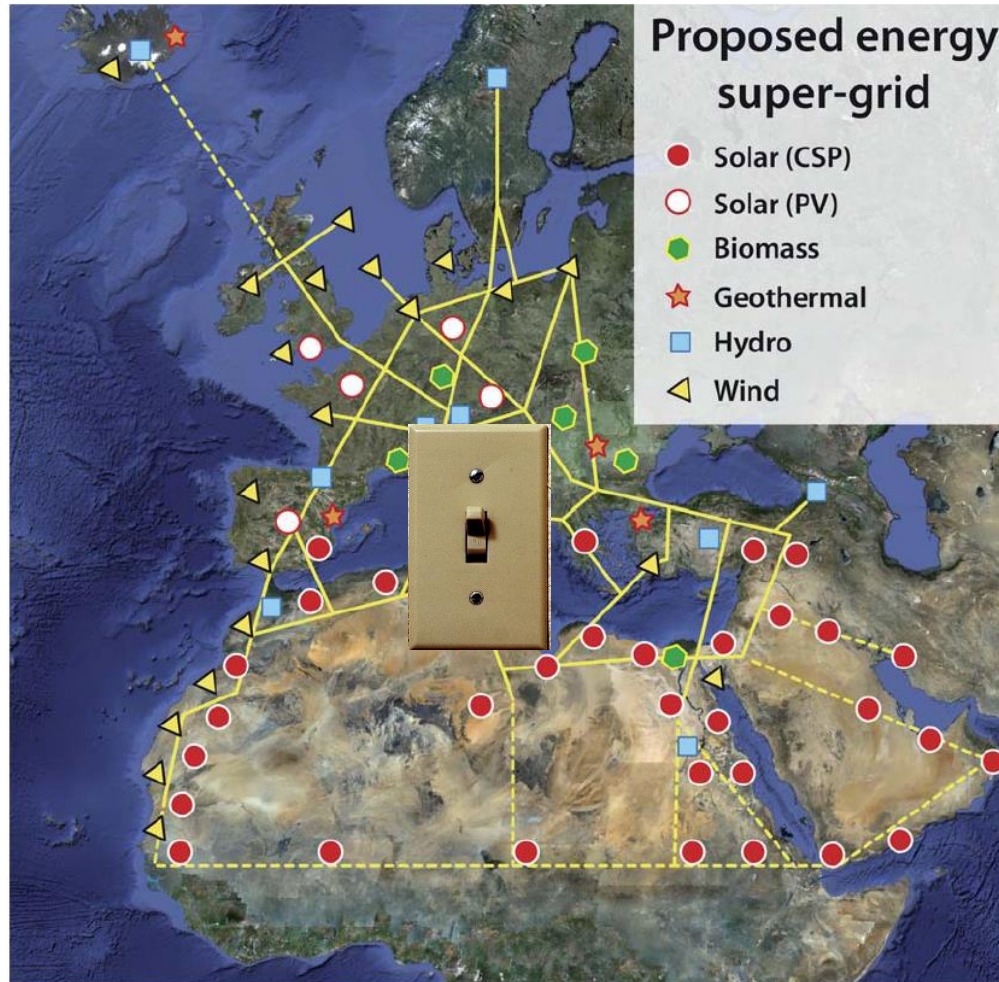 Proposed energy
super-grid
Solar (CSP)
Solar (PV)
Biomass
Geothermal
Hydro
Wind